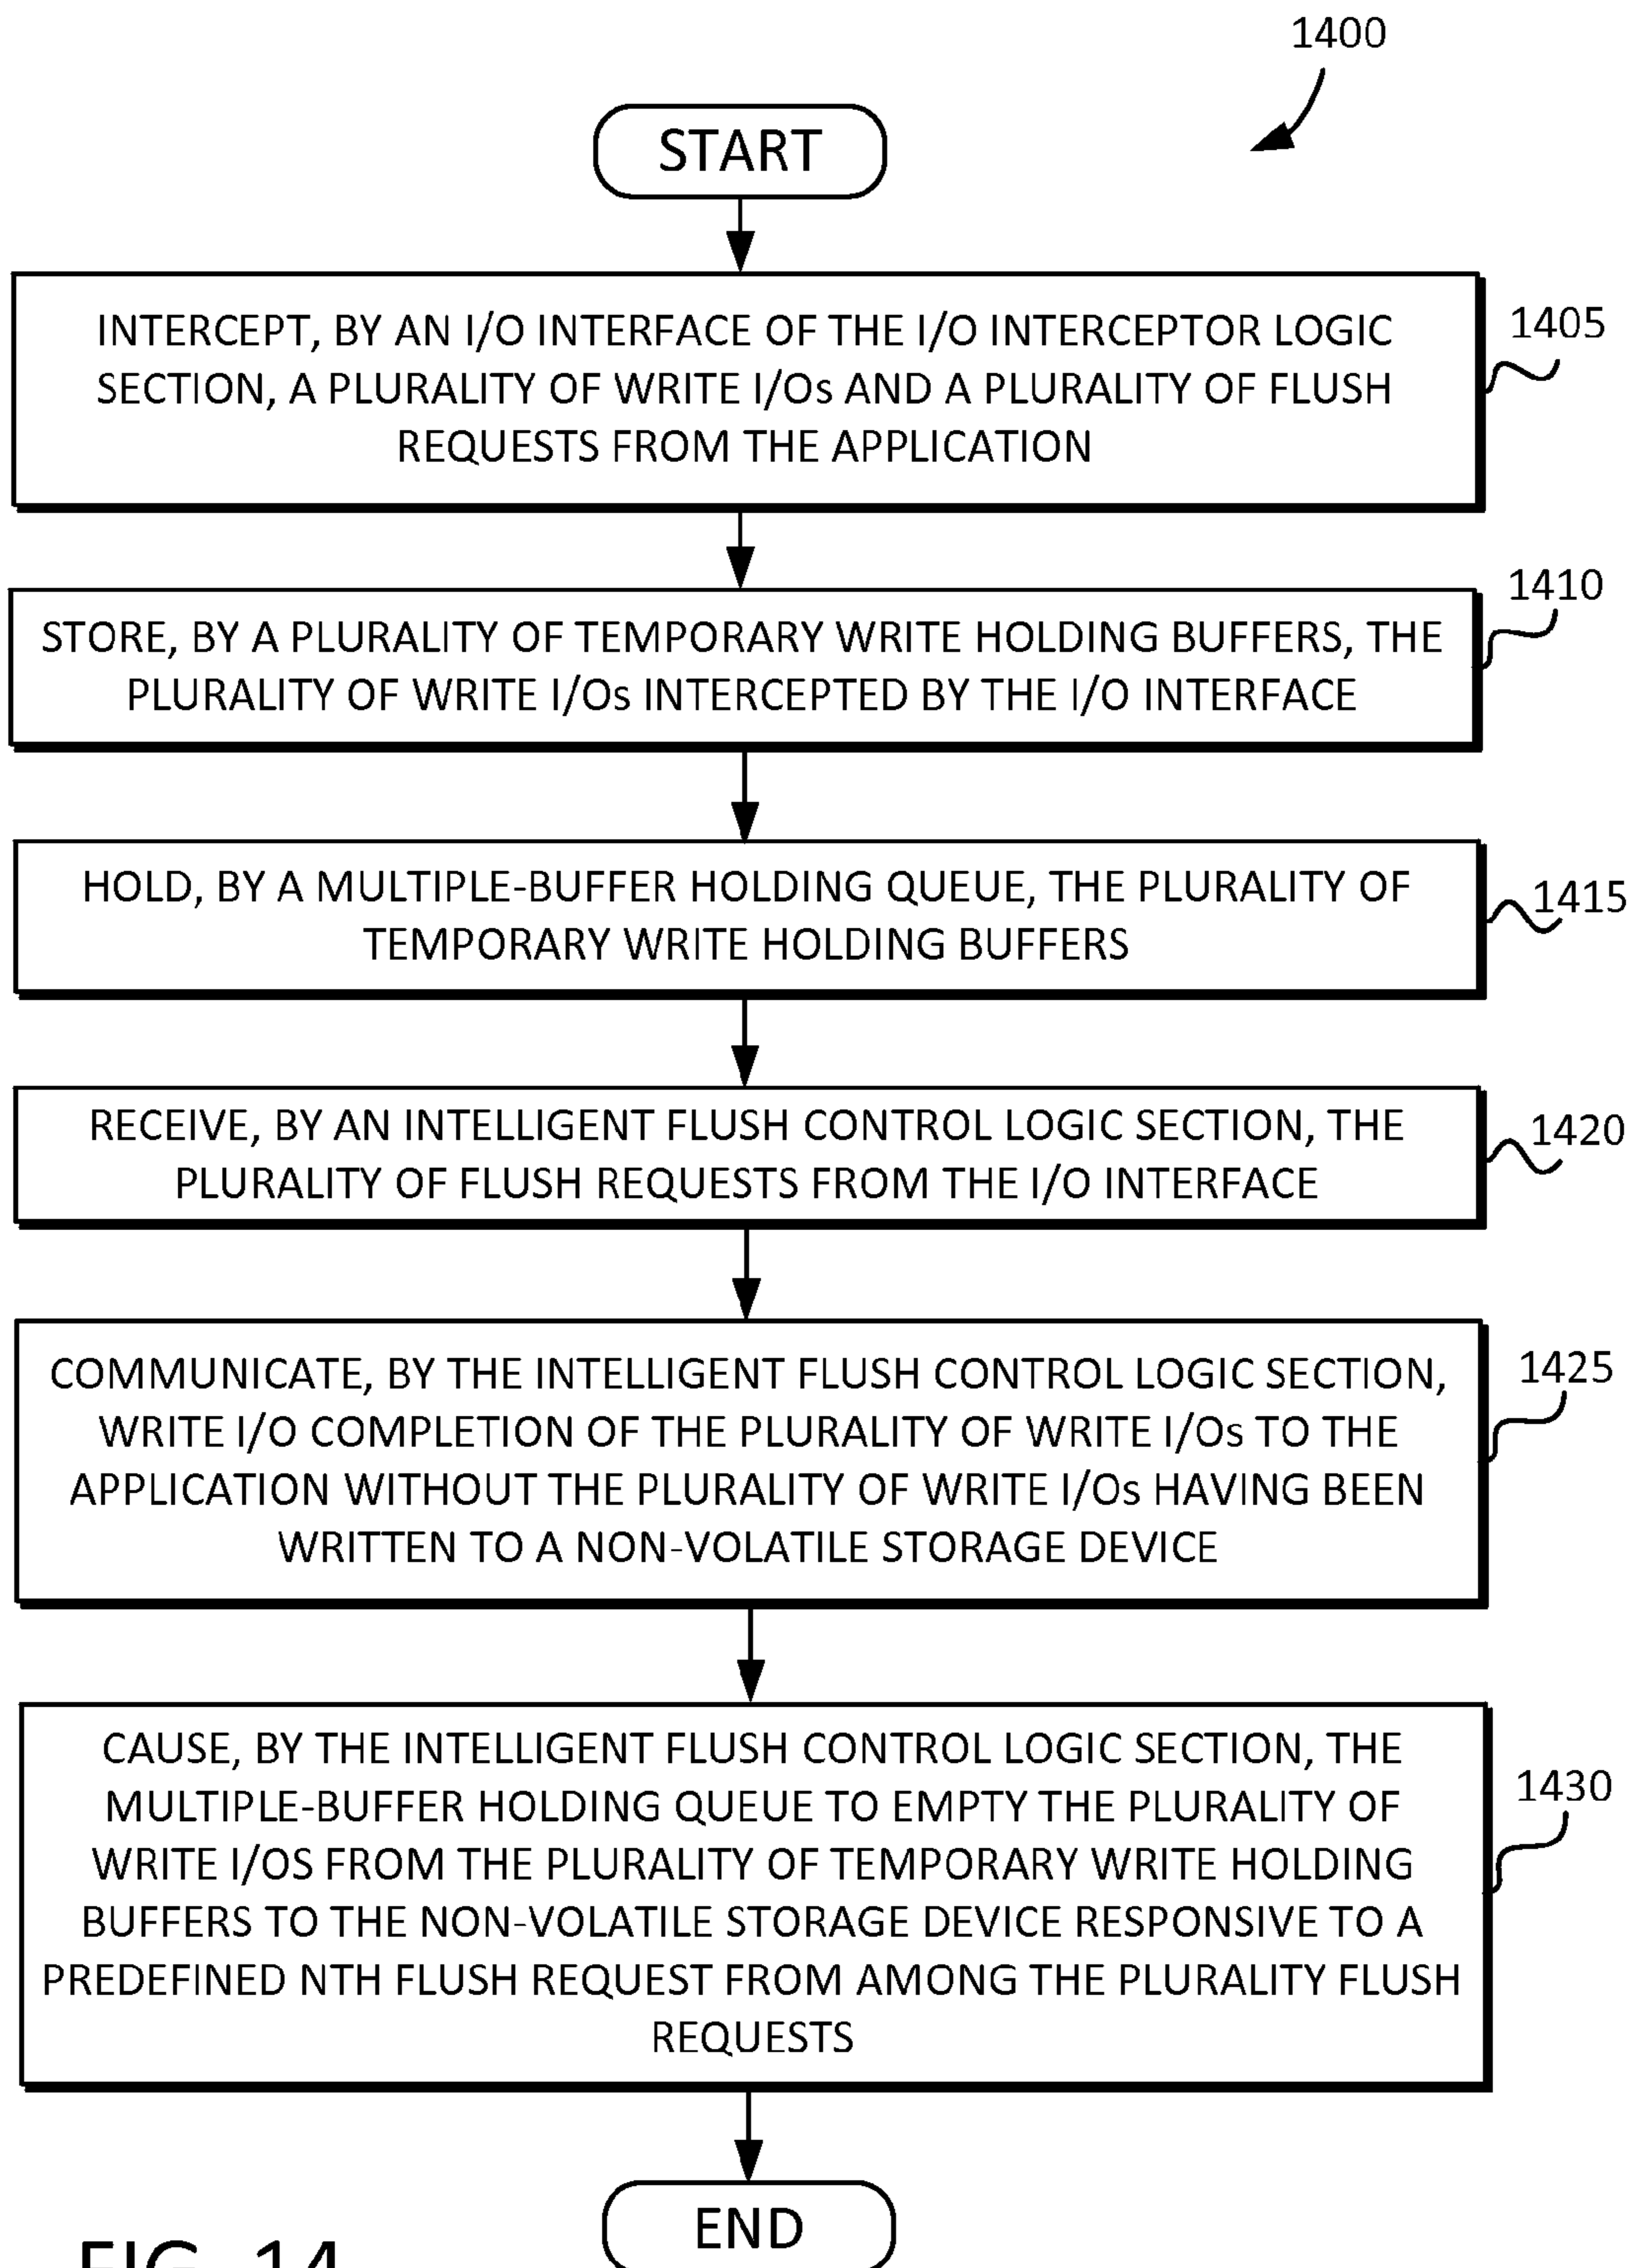 1400
START
INTERCEPT, BY AN I/O INTERFACE OF THE I/O INTERCEPTOR LOGIC
SECTION, A PLURALITY OF WRITE I/Os AND A PLURALITY OF FLUSH
REQUESTS FROM THE APPLICATION
1405
STORE, BY A PLURALITY OF TEMPORARY WRITE HOLDING BUFFERS, THE
PLURALITY OF WRITE I/Os INTERCEPTED BY THE I/O INTERFACE
1410
HOLD, BY A MULTIPLE-BUFFER HOLDING QUEUE, THE PLURALITY OF
TEMPORARY WRITE HOLDING BUFFERS
1415
RECEIVE, BY AN INTELLIGENT FLUSH CONTROL LOGIC SECTION, THE
PLURALITY OF FLUSH REQUESTS FROM THE I/O INTERFACE
1420
COMMUNICATE, BY THE INTELLIGENT FLUSH CONTROL LOGIC SECTION,
WRITE I/O COMPLETION OF THE PLURALITY OF WRITE I/Os TO THE
APPLICATION WITHOUT THE PLURALITY OF WRITE I/Os HAVING BEEN
WRITTEN TO A NON-VOLATILE STORAGE DEVICE
1425
CAUSE, BY THE INTELLIGENT FLUSH CONTROL LOGIC SECTION, THE
MULTIPLE-BUFFER HOLDING QUEUE TO EMPTY THE PLURALITY OF
WRITE I/OS FROM THE PLURALITY OF TEMPORARY WRITE HOLDING
BUFFERS TO THE NON-VOLATILE STORAGE DEVICE RESPONSIVE TO A
PREDEFINED NTH FLUSH REQUEST FROM AMONG THE PLURALITY FLUSH
REQUESTS
1430
END
FIG. 14